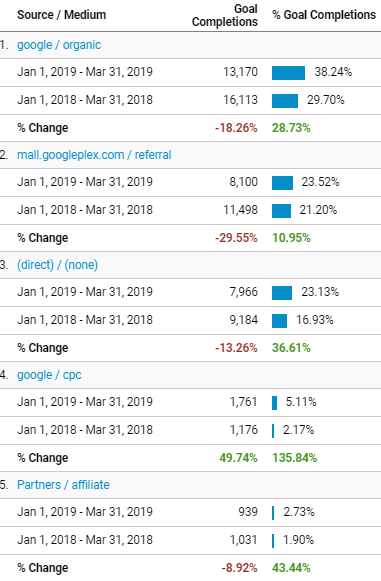 Source / Medium Goal Completions % Goal Completions
1. google / organic
Jan 1, 2019 - Mar 31, 2019 13,170 38.24%
Jan 1, 2018 - Mar 31, 2018 16,113 29.70%
% Change -18.26% 28.73%
2. mall.googleplex.com / referral
Jan 1, 2019 - Mar 31, 2019 8,100 23.52%
Jan 1, 2018 - Mar 31, 2018 11,498 21.20%
% Change -29.55% 10.95%
3. (direct) / (none)
Jan 1, 2019 - Mar 31, 2019 7,966 23.13%
Jan 1, 2018 - Mar 31, 2018 9,184 16.93%
% Change -13.26% 36.61%
4. google / cpc
Jan 1, 2019 - Mar 31, 2019 1,761 5.11%
Jan 1, 2018 - Mar 31, 2018 1,176 2.17%
% Change 49.74% 135.84%
5. Partners / affiliate
Jan 1, 2019 - Mar 31, 2019 939 2.73%
Jan 1, 2018 - Mar 31, 2018 1,031 1.90%
% Change -8.92% 43.44%